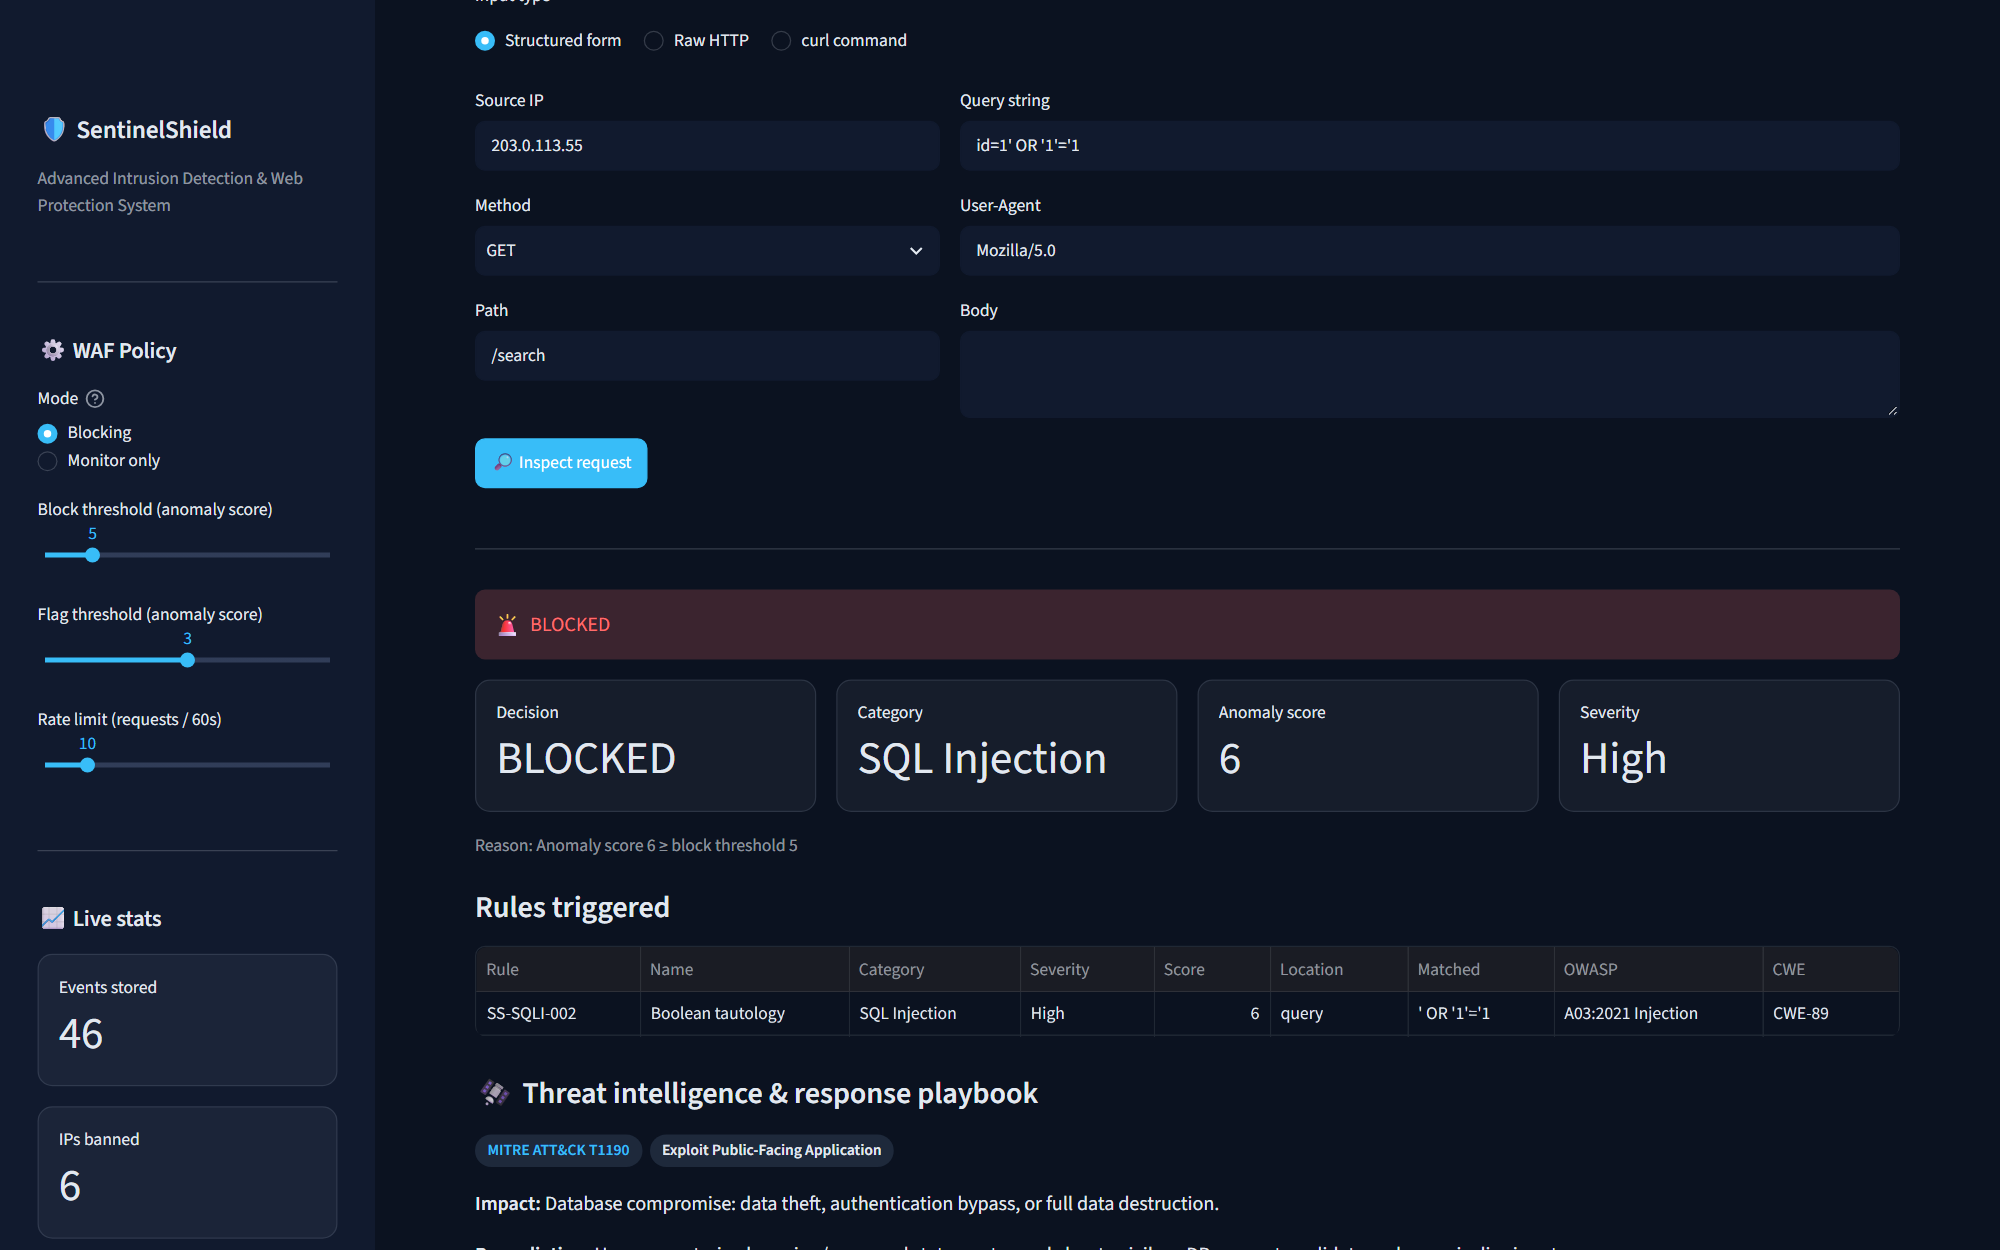 SentinelShield
Advanced Intrusion Detection & Web
Protection System
WAF Policy
Mode
Blocking
Monitor only
Block threshold (anomaly score)
5
Flag threshold (anomaly score)
3
Rate limit (requests / 60s)
10
Live stats
Events stored
46
IPs banned
6
Structured form Raw HTTP curl command
Source IP
203.0.113.55
Query string
id=1' OR '1'='1
Method
GET
User-Agent
Mozilla/5.0
Path
/search
Body
Inspect request
BLOCKED
Decision
BLOCKED
Category
SQL Injection
Anomaly score
6
Severity
High
Reason: Anomaly score 6 ≥ block threshold 5
Rules triggered
Rule Name Category Severity Score Location Matched OWASP CWE
SS-SQLI-002 Boolean tautology SQL Injection High 6 query ' OR '1'='1 A03:2021 Injection CWE-89
Threat intelligence & response playbook
MITRE ATT&CK T1190 Exploit Public-Facing Application
Impact: Database compromise: data theft, authentication bypass, or full data destruction.